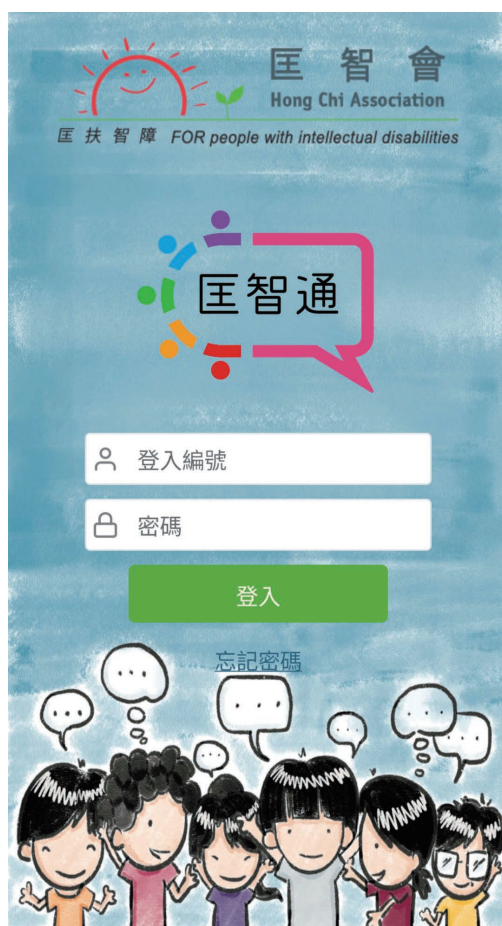 匡智會
Hong Chi Association
匡扶智障 FOR people with intellectual disabilities
匡智通
登入編號
密碼
登入
忘記密碼